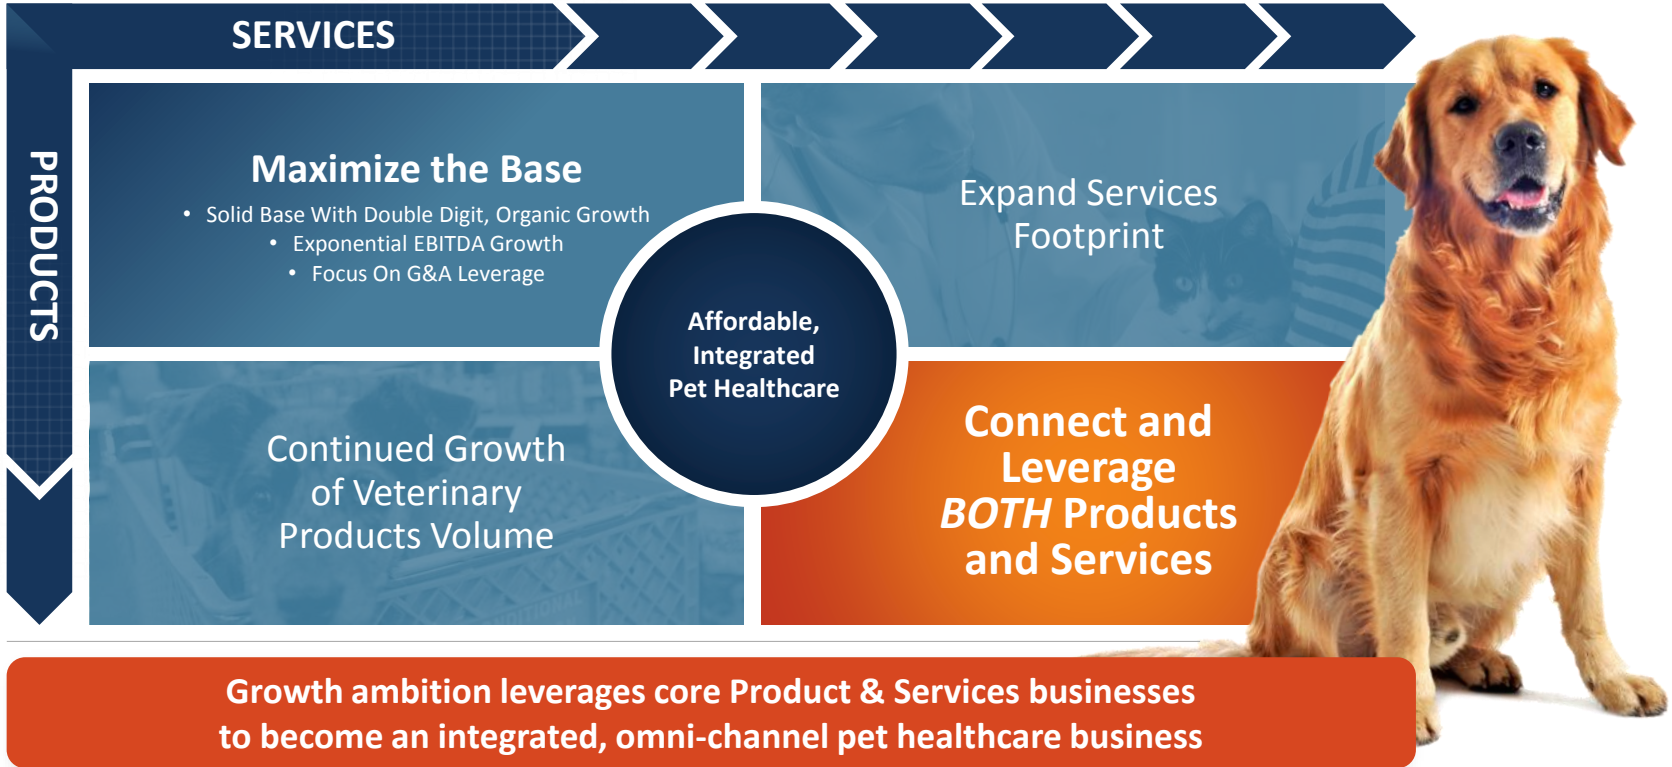 SERVICES
PRODUCTS
Maximize the Base
• Solid Base With Double Digit, Organic Growth
• Exponential EBITDA Growth
• Focus On G&A Leverage
Expand Services
Footprint
Affordable,
Integrated
Pet Healthcare
Continued Growth
of Veterinary
Products Volume
Connect and
Leverage
BOTH Products
and Services
Growth ambition leverages core Product & Services businesses
to become an integrated, omni-channel pet healthcare business